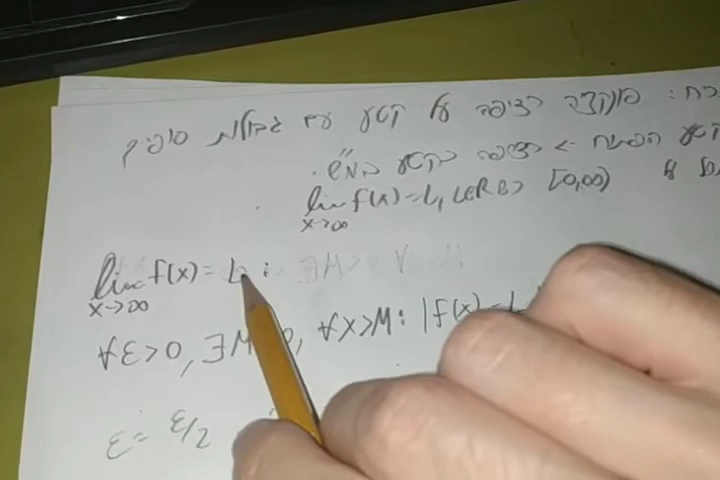 פונקציה רציפה על קטע עם גבולות סופיים
קטע הפתוח -> רציפה בקטע במ"ש.
lim x→∞ f(x)=L, L∈R [0,∞)
lim x→∞ f(x)=L :
∀ε>0, ∃M 0, ∀x>M: |f(x)-L
ε = ε/2